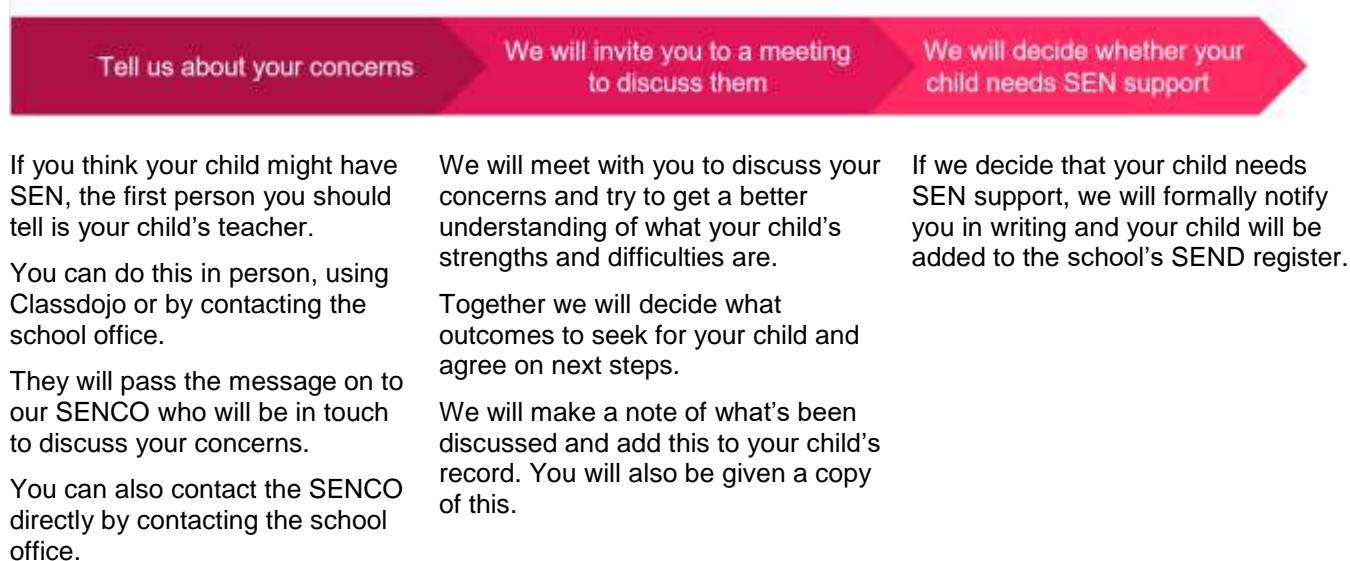 Tell us about your concerns
We will invite you to a meeting
to discuss them
We will decide whether your
child needs SEN support
If you think your child might have
SEN, the first person you should
tell is your child’s teacher.
You can do this in person, using
Classdojo or by contacting the
school office.
They will pass the message on to
our SENCO who will be in touch
to discuss your concerns.
You can also contact the SENCO
directly by contacting the school
office.
We will meet with you to discuss your
concerns and try to get a better
understanding of what your child’s
strengths and difficulties are.
Together we will decide what
outcomes to seek for your child and
agree on next steps.
We will make a note of what’s been
discussed and add this to your child’s
record. You will also be given a copy
of this.
If we decide that your child needs
SEN support, we will formally notify
you in writing and your child will be
added to the school’s SEND register.